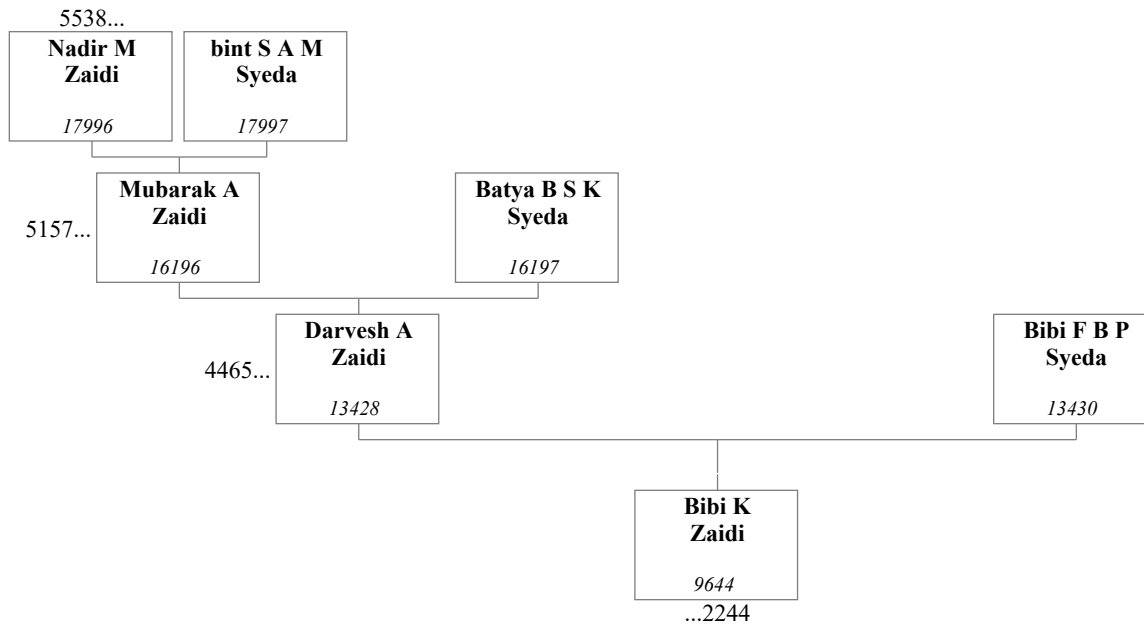 5538...
Nadir M
Zaidi
17996
bint S A M
Syeda
17997
5157...
Mubarak A
Zaidi
16196
Batya B S K
Syeda
16197
4465...
Darvesh A
Zaidi
13428
Bibi F B P
Syeda
13430
Bibi K
Zaidi
9644
...2244